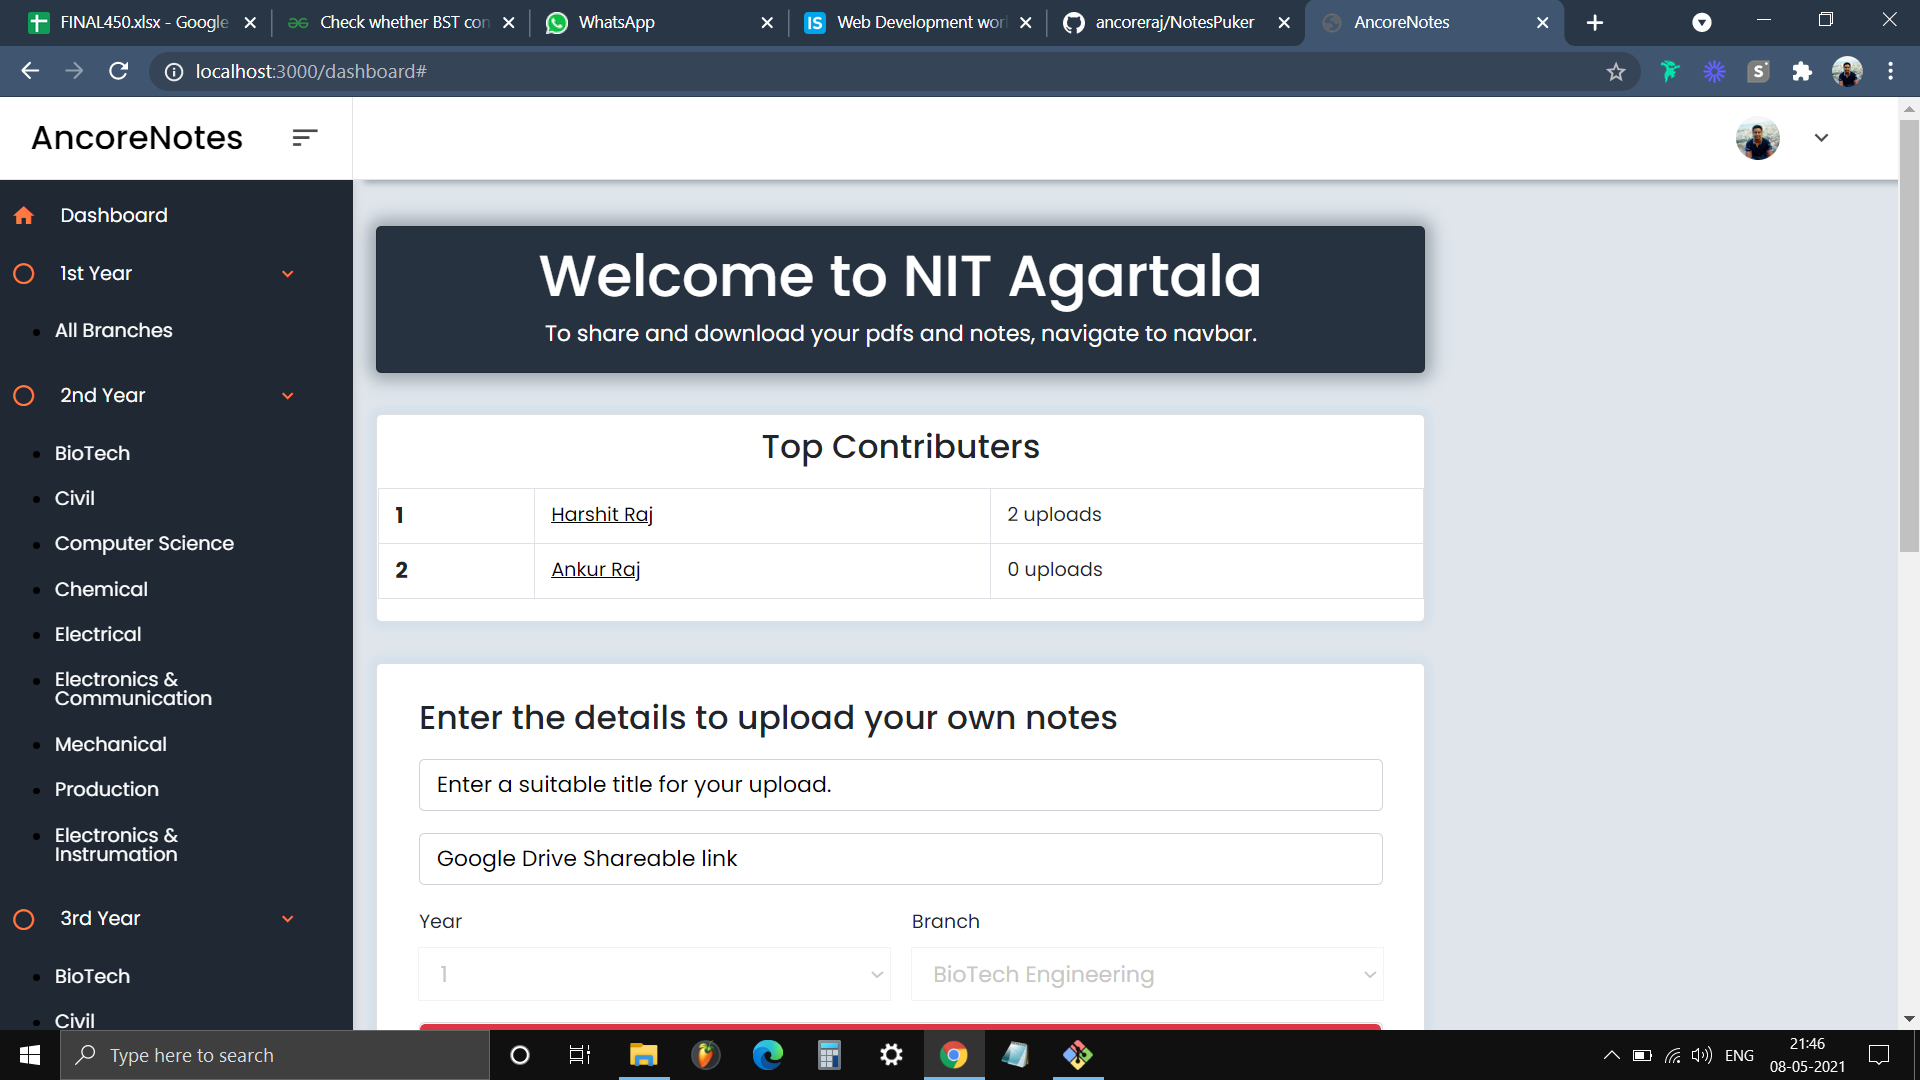 FINAL450.xlsx - Google
Check whether BST con
WhatsApp
IS
Web Development wor
ancoreraj/NotesPuker
AncoreNotes
localhost:3000/dashboard#
S
AncoreNotes
Dashboard
1st Year
All Branches
2nd Year
BioTech
Civil
Computer Science
Chemical
Electrical
Electronics &
Communication
Mechanical
Production
Electronics &
Instrumation
3rd Year
BioTech
Civil
Welcome to NIT Agartala
To share and download your pdfs and notes, navigate to navbar.
Top Contributers
1 Harshit Raj 2 uploads
2 Ankur Raj 0 uploads
Enter the details to upload your own notes
Enter a suitable title for your upload.
Google Drive Shareable link
Year Branch
1 BioTech Engineering
Type here to search
ENG
21:46
08-05-2021